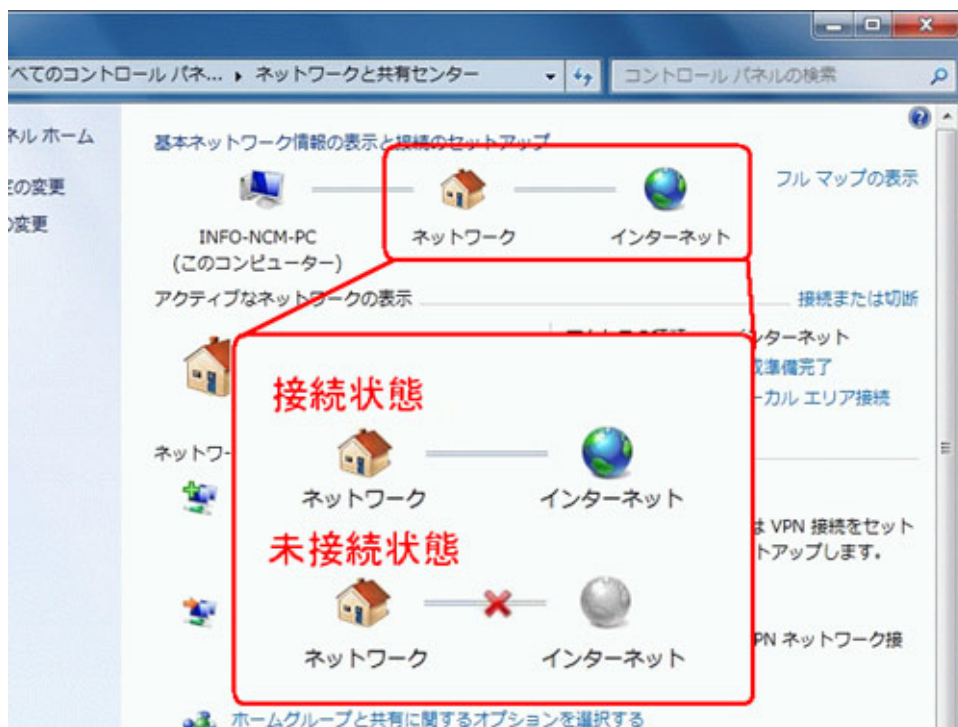 べてのコントロール パネ... ▸ ネットワークと共有センター
コントロール パネルの検索
ネル ホーム
基本ネットワーク情報の表示と接続のセットアップ
フル マップの表示
の変更
の変更
INFO-NCM-PC
(このコンピューター)
ネットワーク
インターネット
アクティブなネットワークの表示
接続または切断
ンターネット
準備完了
ーカル エリア接続
接続状態
ネットワ-
ネットワーク
インターネット
VPN 接続をセット
トアップします。
未接続状態
ネットワーク
インターネット
PN ネットワーク接
ホームグループと共有に関するオプションを選択する